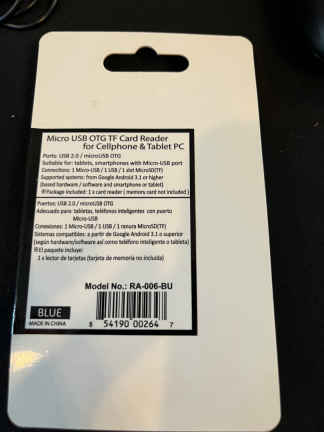 Micro USB OTG TF Card Reader
for Cellphone & Tablet PC
Ports: USB 2.0 / microUSB OTG
Suitable for: tablets, smartphones with Micro-USB port
Connections: 1 Micro-USB / 1 USB / 1 slot MicroSD(TF)
Supported systems: from Google Android 3.1 or higher
(based hardware / software and smartphone or tablet)
※Package included: 1 x card reader ( memory card not included )
Puertos: USB 2.0 / microUSB OTG
Adecuado para: tabletas, teléfonos inteligentes con puerto
Micro-USB
Conexiones: 1 Micro-USB / 1 USB / 1 ranura MicroSD(TF)
Sistemas compatibles: a partir de Google Android 3.1 o superior
(según hardware/software así como teléfono inteligente o tableta)
※El paquete incluye:
1 x lector de tarjetas (tarjeta de memoria no incluida)
Model No.: RA-006-BU
BLUE
MADE IN CHINA
8 54190 00264 7